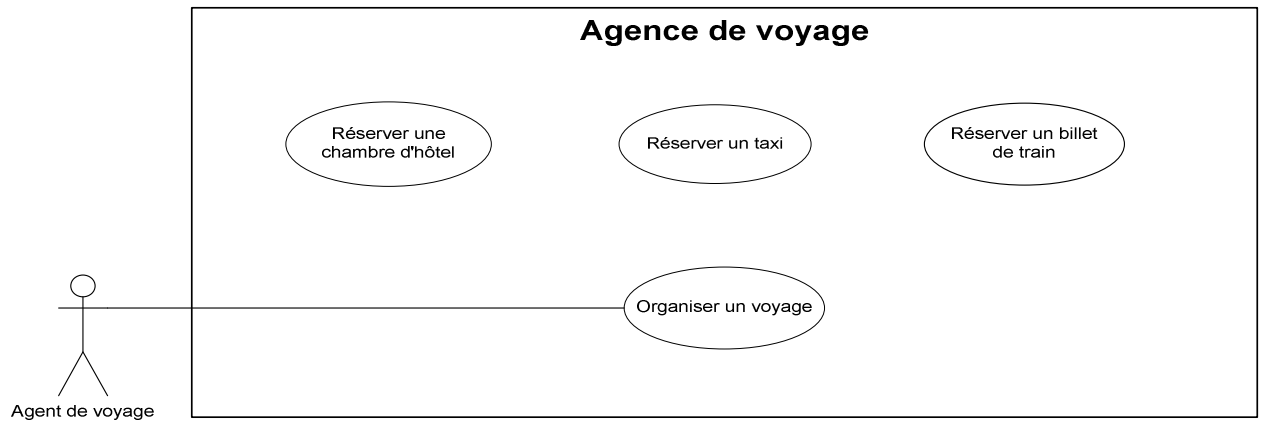 Agence de voyage
Réserver une
chambre d'hôtel
Réserver un taxi
Réserver un billet
de train
Organiser un voyage
Agent de voyage